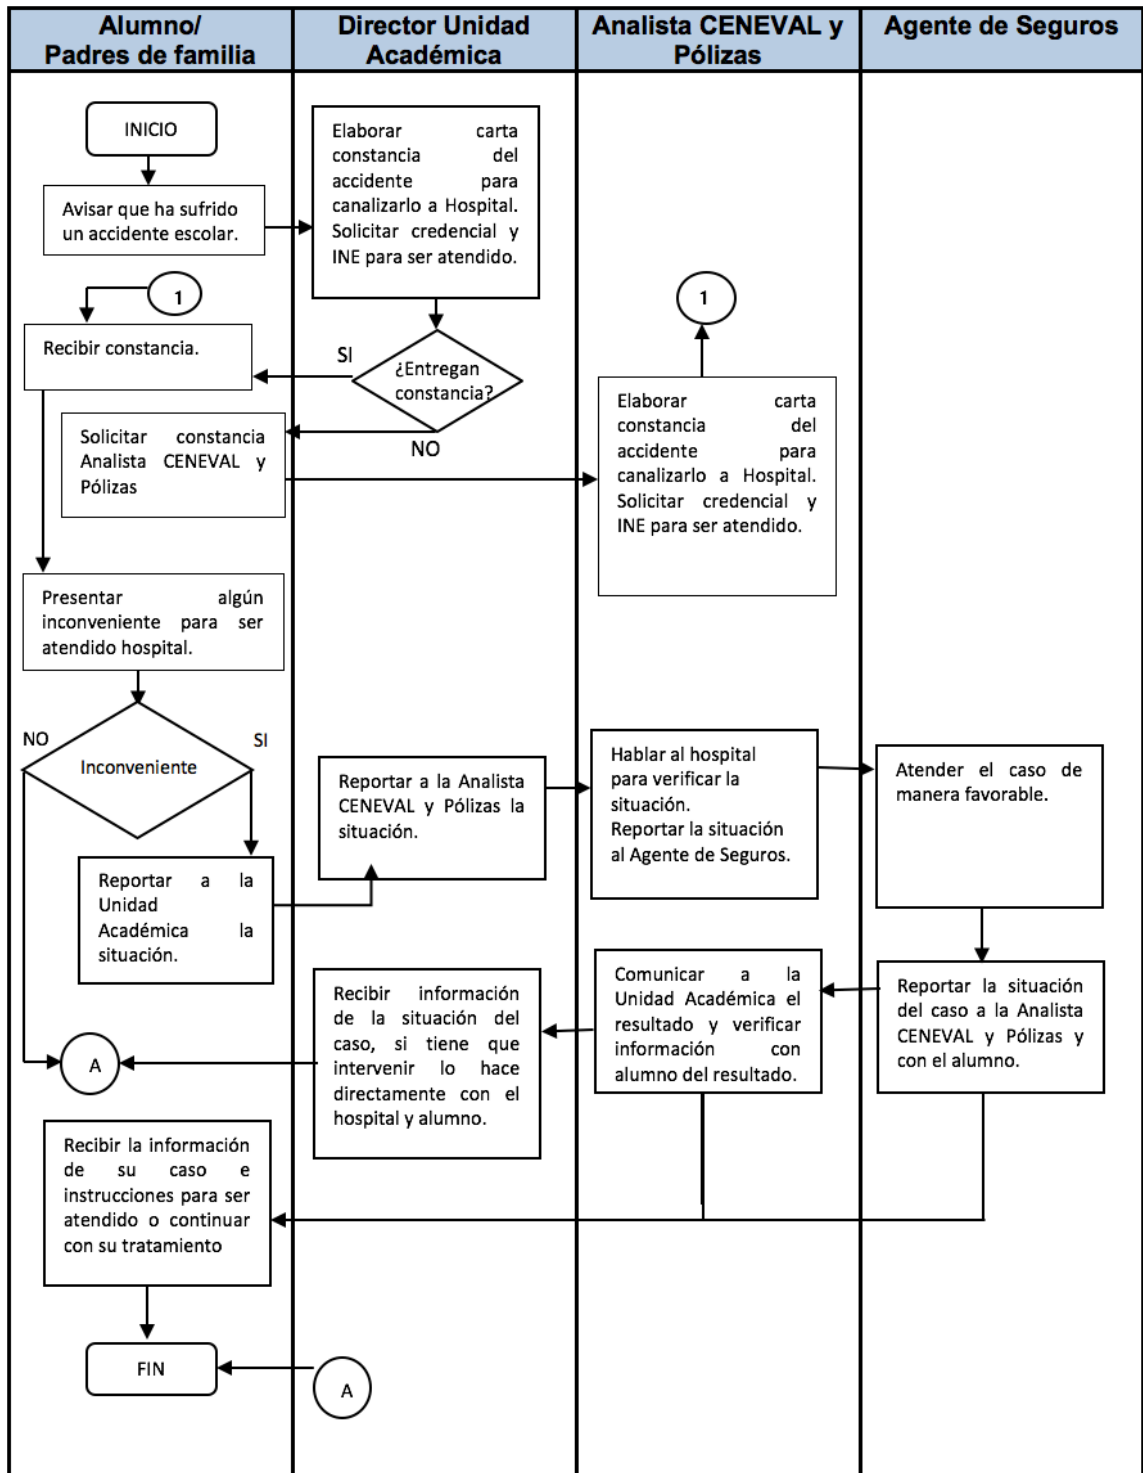 Alumno/
Padres de familia
Director Unidad
Académica
Analista CENEVAL y
Pólizas
Agente de Seguros
INICIO
Avisar que ha sufrido
un accidente escolar.
Elaborar carta
constancia del
accidente para
canalizarlo a Hospital.
Solicitar credencial y
INE para ser atendido.
1
1
Recibir constancia.
SI
¿Entregan
constancia?
NO
Solicitar constancia
Analista CENEVAL y
Pólizas
Elaborar carta
constancia del
accidente para
canalizarlo a Hospital.
Solicitar credencial y
INE para ser atendido.
Presentar algún
inconveniente para ser
atendido hospital.
NO
SI
Inconveniente
Reportar a la
Unidad
Académica la
situación.
Reportar a la Analista
CENEVAL y Pólizas la
situación.
Hablar al hospital
para verificar la
situación.
Reportar la situación
al Agente de Seguros.
Atender el caso de
manera favorable.
Reportar la situación
del caso a la Analista
CENEVAL y Pólizas y
con el alumno.
Comunicar a la
Unidad Académica el
resultado y verificar
información con
alumno del resultado.
Recibir información
de la situación del
caso, si tiene que
intervenir lo hace
directamente con el
hospital y alumno.
A
Recibir la información
de su caso e
instrucciones para ser
atendido o continuar
con su tratamiento
FIN
A